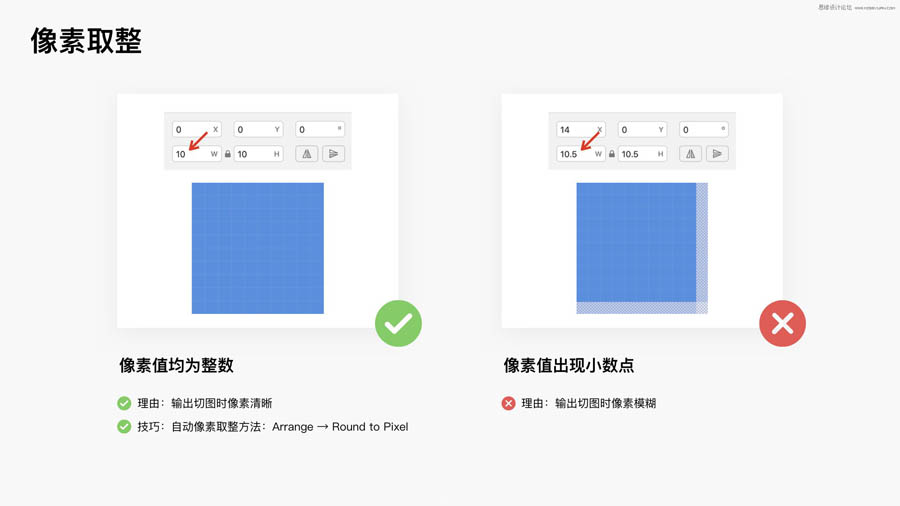 思缘设计论坛 WWW.MISSYUAN.COM
像素取整
0 X 0 Y 0 °
10 W 10 H
14 X 0 Y 0 °
10.5 W 10.5 H
像素值均为整数
理由：输出切图时像素清晰
技巧：自动像素取整方法：Arrange → Round to Pixel
像素值出现小数点
理由：输出切图时像素模糊